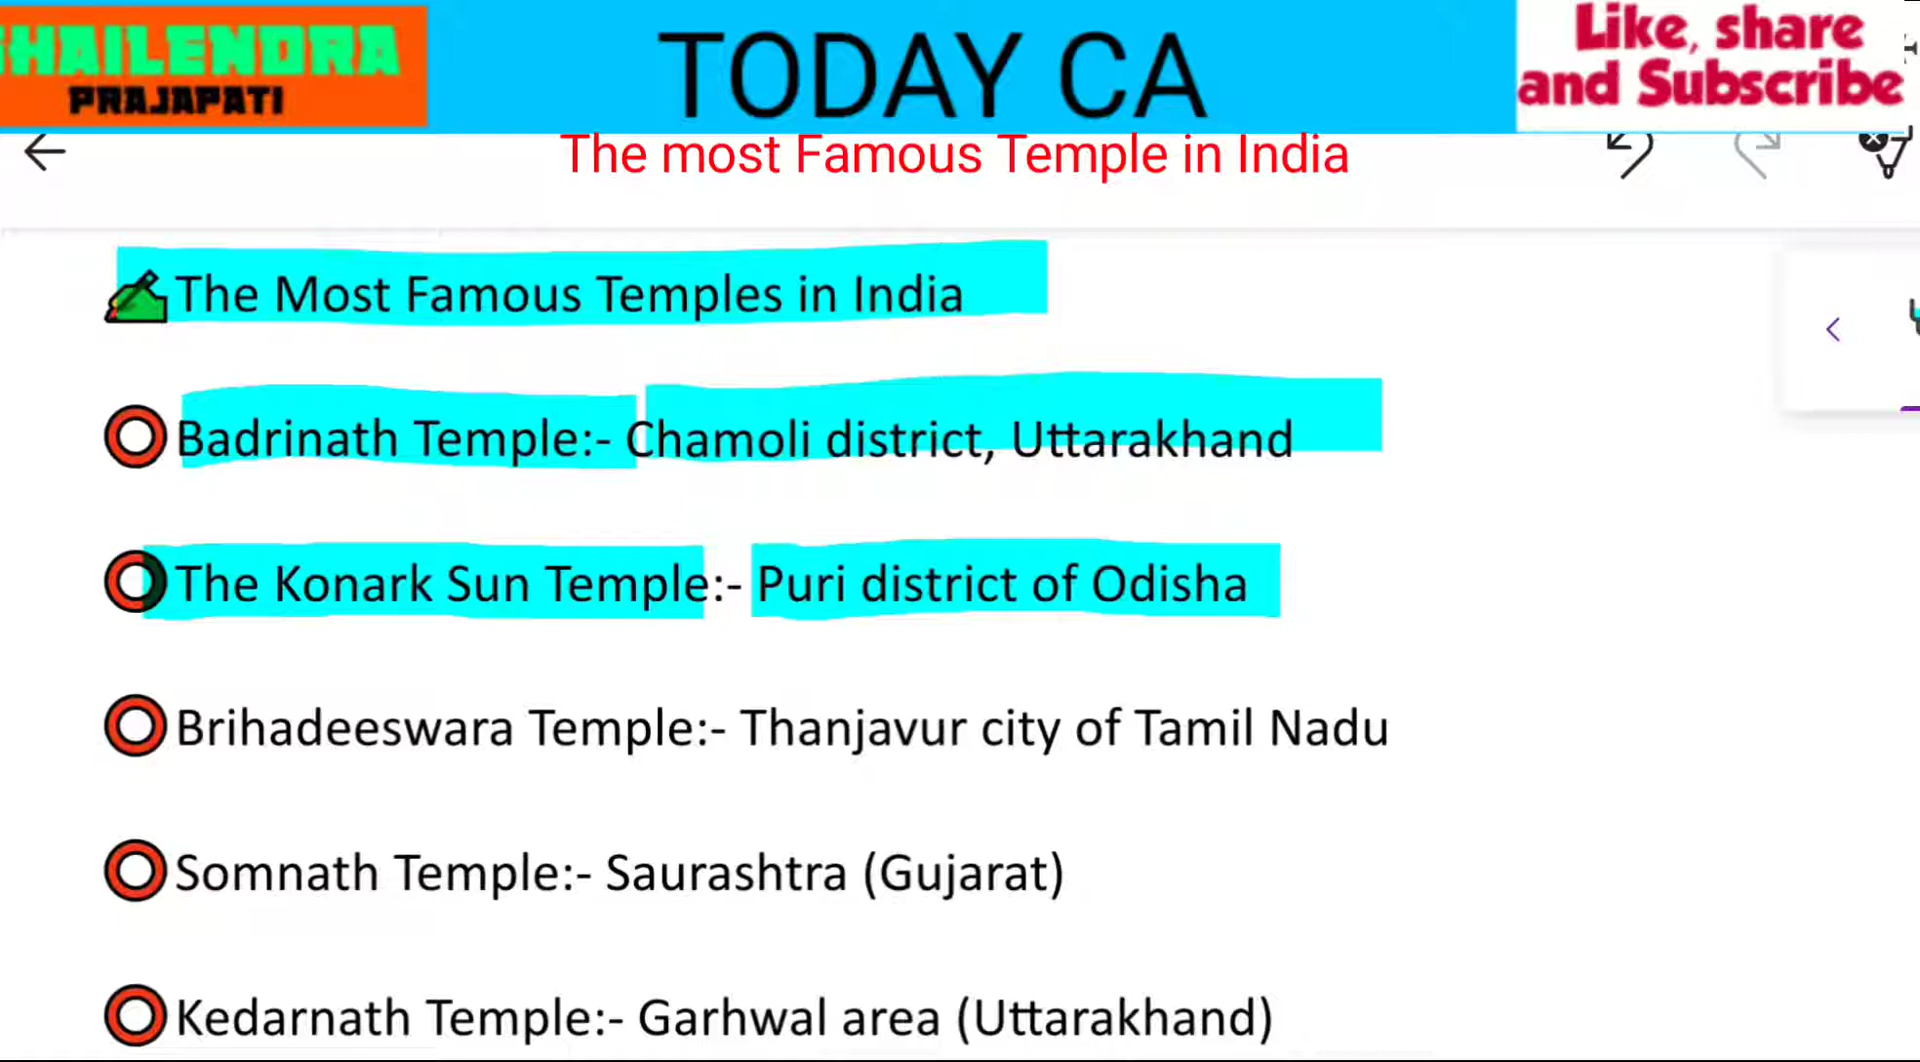 HAILENDRA
PRAJAPATI
TODAY CA
Like, share
and Subscribe
The most Famous Temple in India
The Most Famous Temples in India
Badrinath Temple:- Chamoli district, Uttarakhand
The Konark Sun Temple:- Puri district of Odisha
Brihadeeswara Temple:- Thanjavur city of Tamil Nadu
Somnath Temple:- Saurashtra (Gujarat)
Kedarnath Temple:- Garhwal area (Uttarakhand)